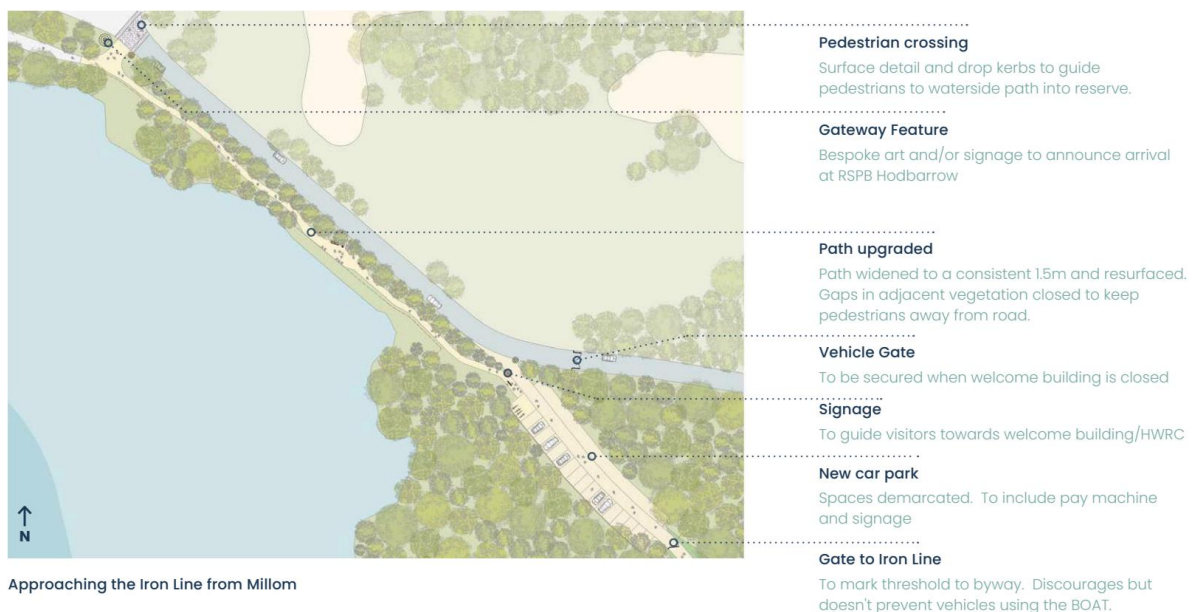 Pedestrian crossing
Surface detail and drop kerbs to guide
pedestrians to waterside path into reserve.
Gateway Feature
Bespoke art and/or signage to announce arrival
at RSPB Hodbarrow
Path upgraded
Path widened to a consistent 1.5m and resurfaced.
Gaps in adjacent vegetation closed to keep
pedestrians away from road.
Vehicle Gate
To be secured when welcome building is closed
Signage
To guide visitors towards welcome building/HWRC
New car park
Spaces demarcated. To include pay machine
and signage
Gate to Iron Line
To mark threshold to byway. Discourages but
doesn't prevent vehicles using the BOAT.
N
Approaching the Iron Line from Millom